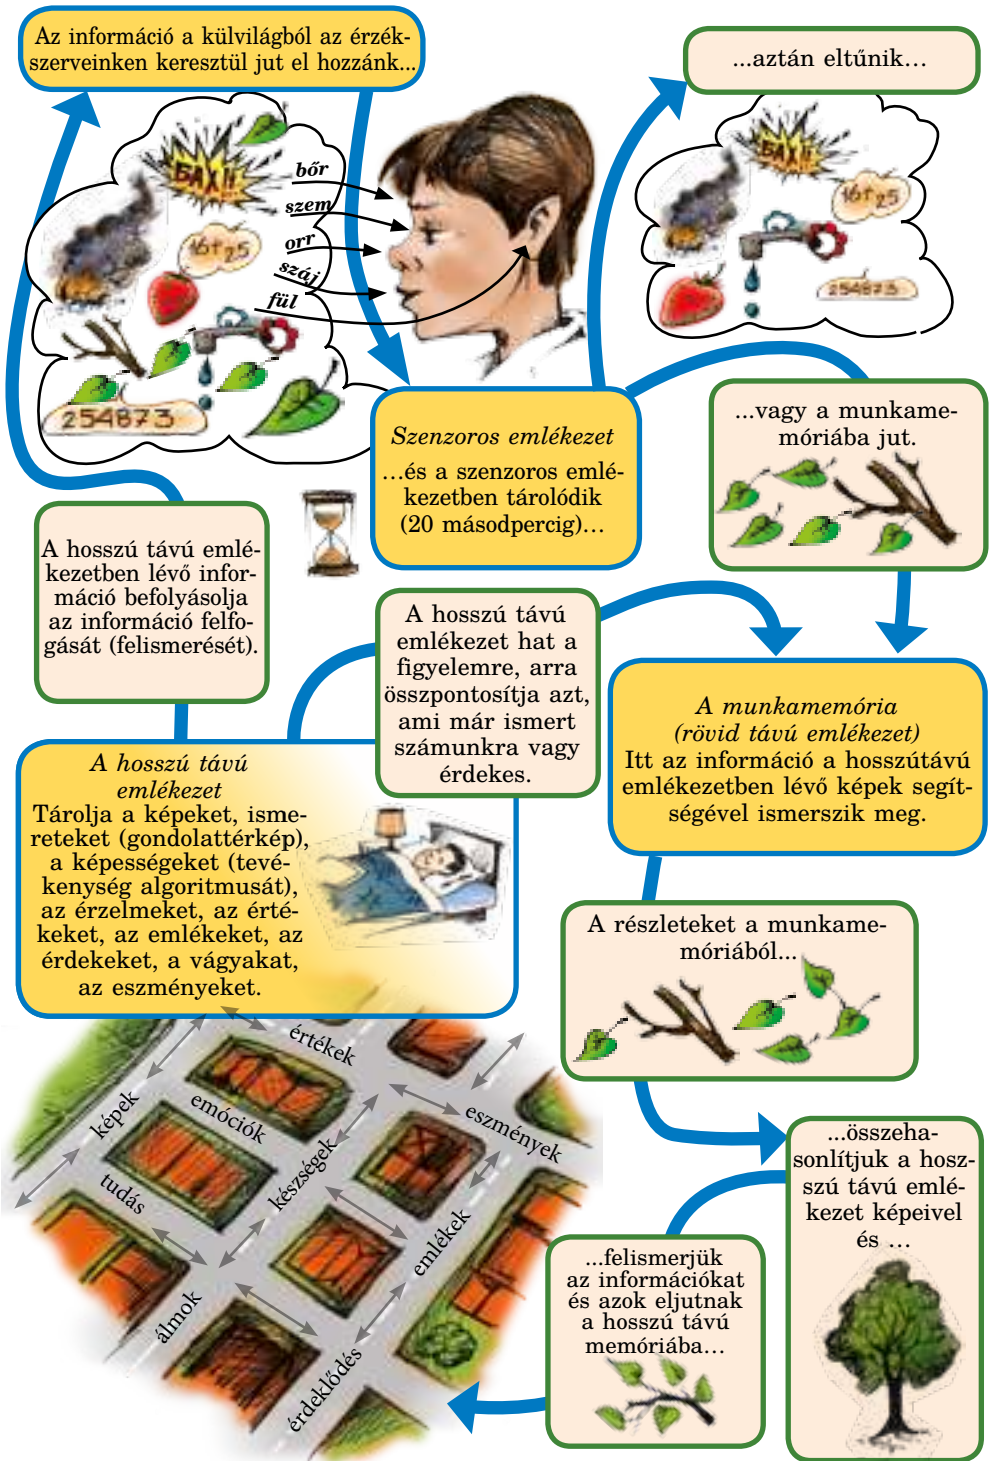 Az információ a külvilágból az érzék-
szerveinken keresztül jut el hozzánk...
...aztán eltűnik...
БАХ!!
16+25
254873
bőr
szem
orr
száj
fül
БАХ!!
16+25
254873
Szenzoros emlékezet
...és a szenzoros emlé-
kezetben tárolódik
(20 másodpercig)...
...vagy a munkame-
móriába jut.
A hosszú távú emlé-
kezetben lévő infor-
máció befolyásolja
az információ felfo-
gását (felismerését).
A hosszú távú
emlékezet hat a
figyelemre, arra
összpontosítja azt,
ami már ismert
számunkra vagy
érdekes.
A munkamemória
(rövid távú emlékezet)
Itt az információ a hosszútávú
emlékezetben lévő képek segít-
ségével ismerszik meg.
A hosszú távú
emlékezet
Tárolja a képeket, isme-
reteket (gondolattérkép),
a képességeket (tevé-
kenység algoritmusát),
az érzelmeket, az érté-
keket, az emlékeket, az
érdekeket, a vágyakat,
az eszményeket.
A részleteket a munkame-
móriából...
...összeha-
sonlítjuk a hosz-
szú távú emlé-
kezet képeivel
és ...
...felismerjük
az információkat
és azok eljutnak
a hosszú távú
memóriába...
értékek
képek
emóciók
eszmények
készségek
tudás
emlékek
álmok
érdeklődés